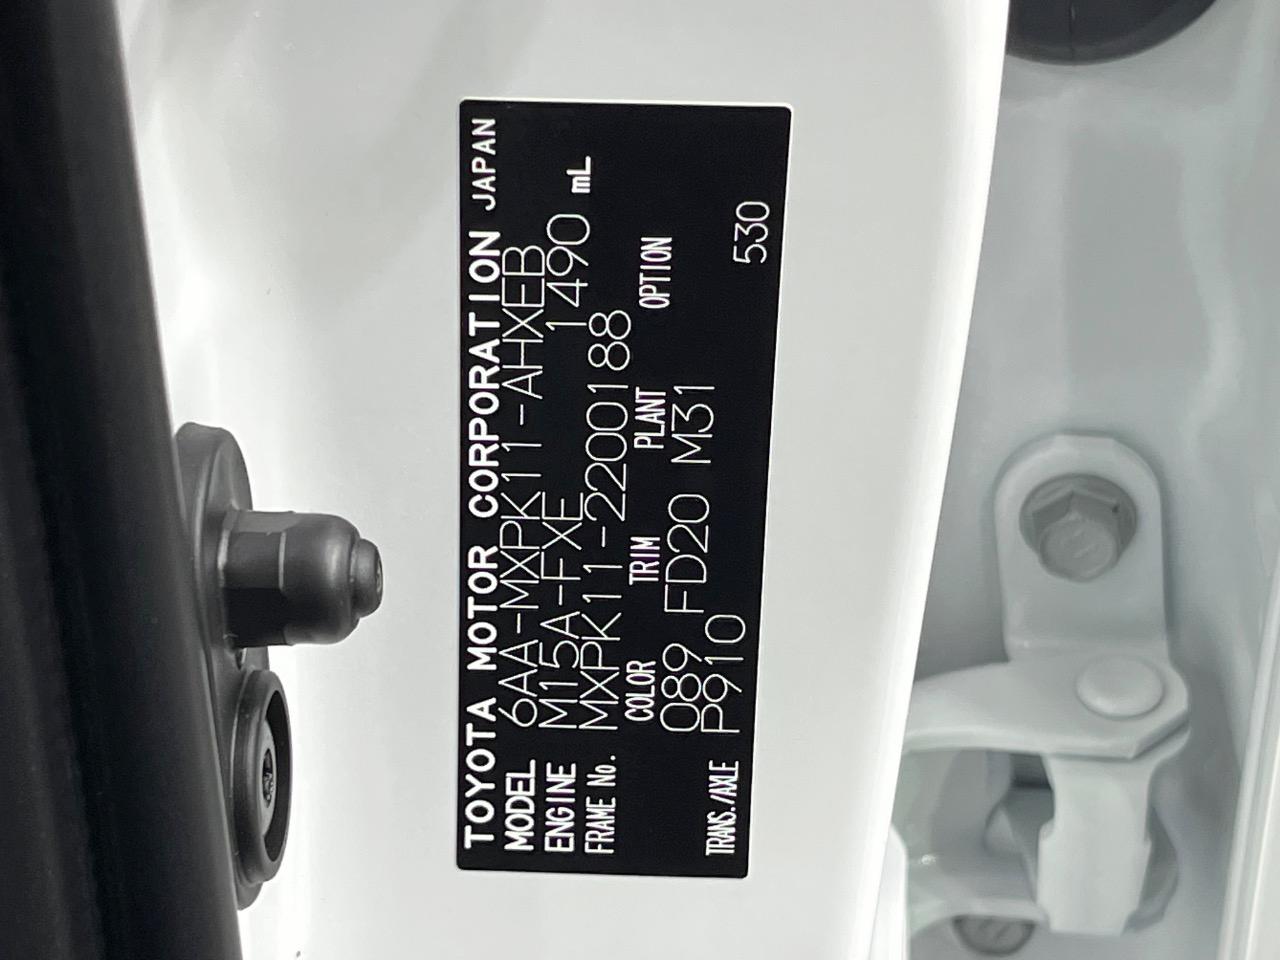 TOYOTA MOTOR CORPORATION JAPAN
MODEL 6AA-MXPK11-AHXEB
ENGINE M15A-FXE 1490 mL
FRAME No. MXPK11-2200188
COLOR TRIM PLANT OPTION
089 FD20 M31
TRANS./AXLE P910 530